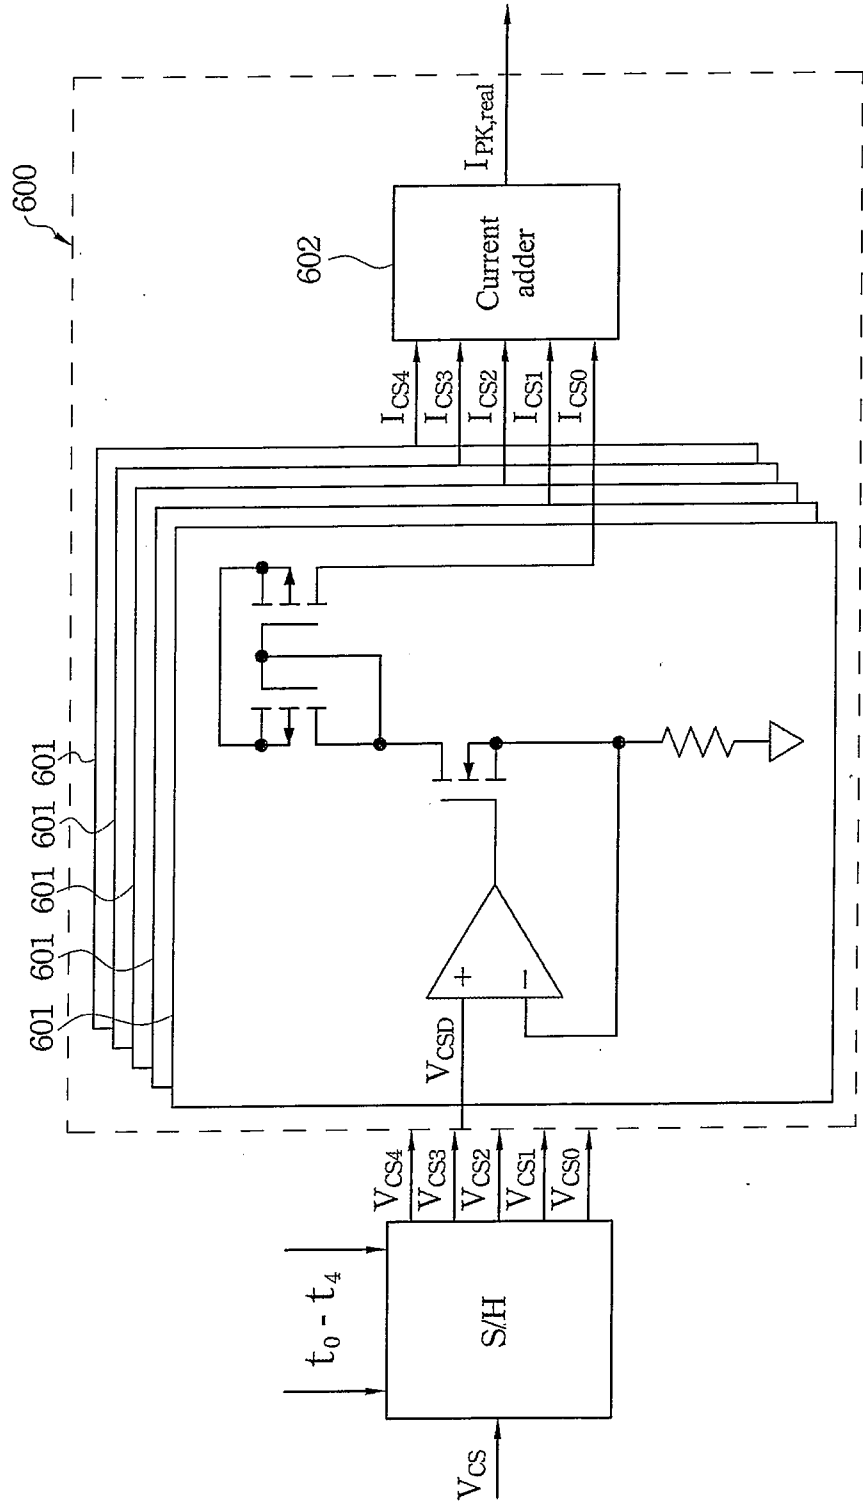 600
602
601
601
601
601
601
V_CS
t_0 - t_4
S/H
V_CS4
V_CS3
V_CS2
V_CS1
V_CS0
V_CSD
+
−
I_CS4
I_CS3
I_CS2
I_CS1
I_CS0
Current
adder
I_PK,real